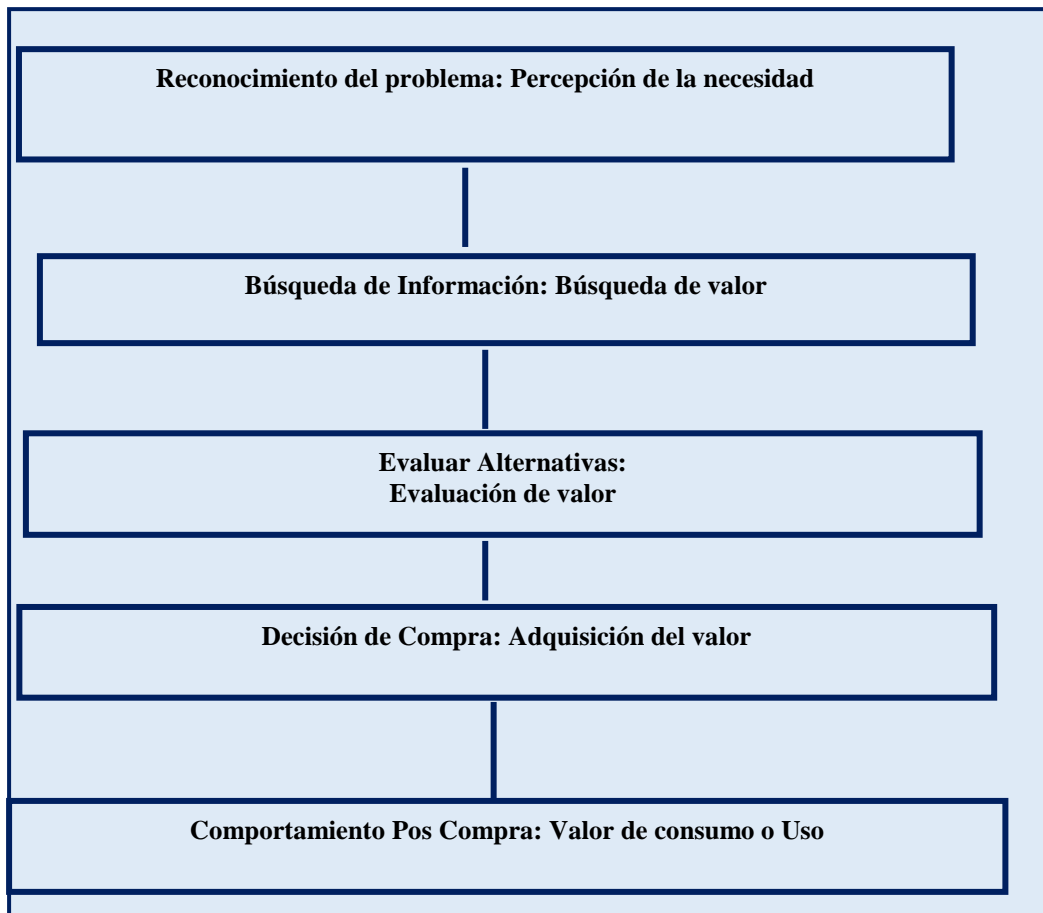 Reconocimiento del problema: Percepción de la necesidad
Búsqueda de Información: Búsqueda de valor
Evaluar Alternativas:
Evaluación de valor
Decisión de Compra: Adquisición del valor
Comportamiento Pos Compra: Valor de consumo o Uso